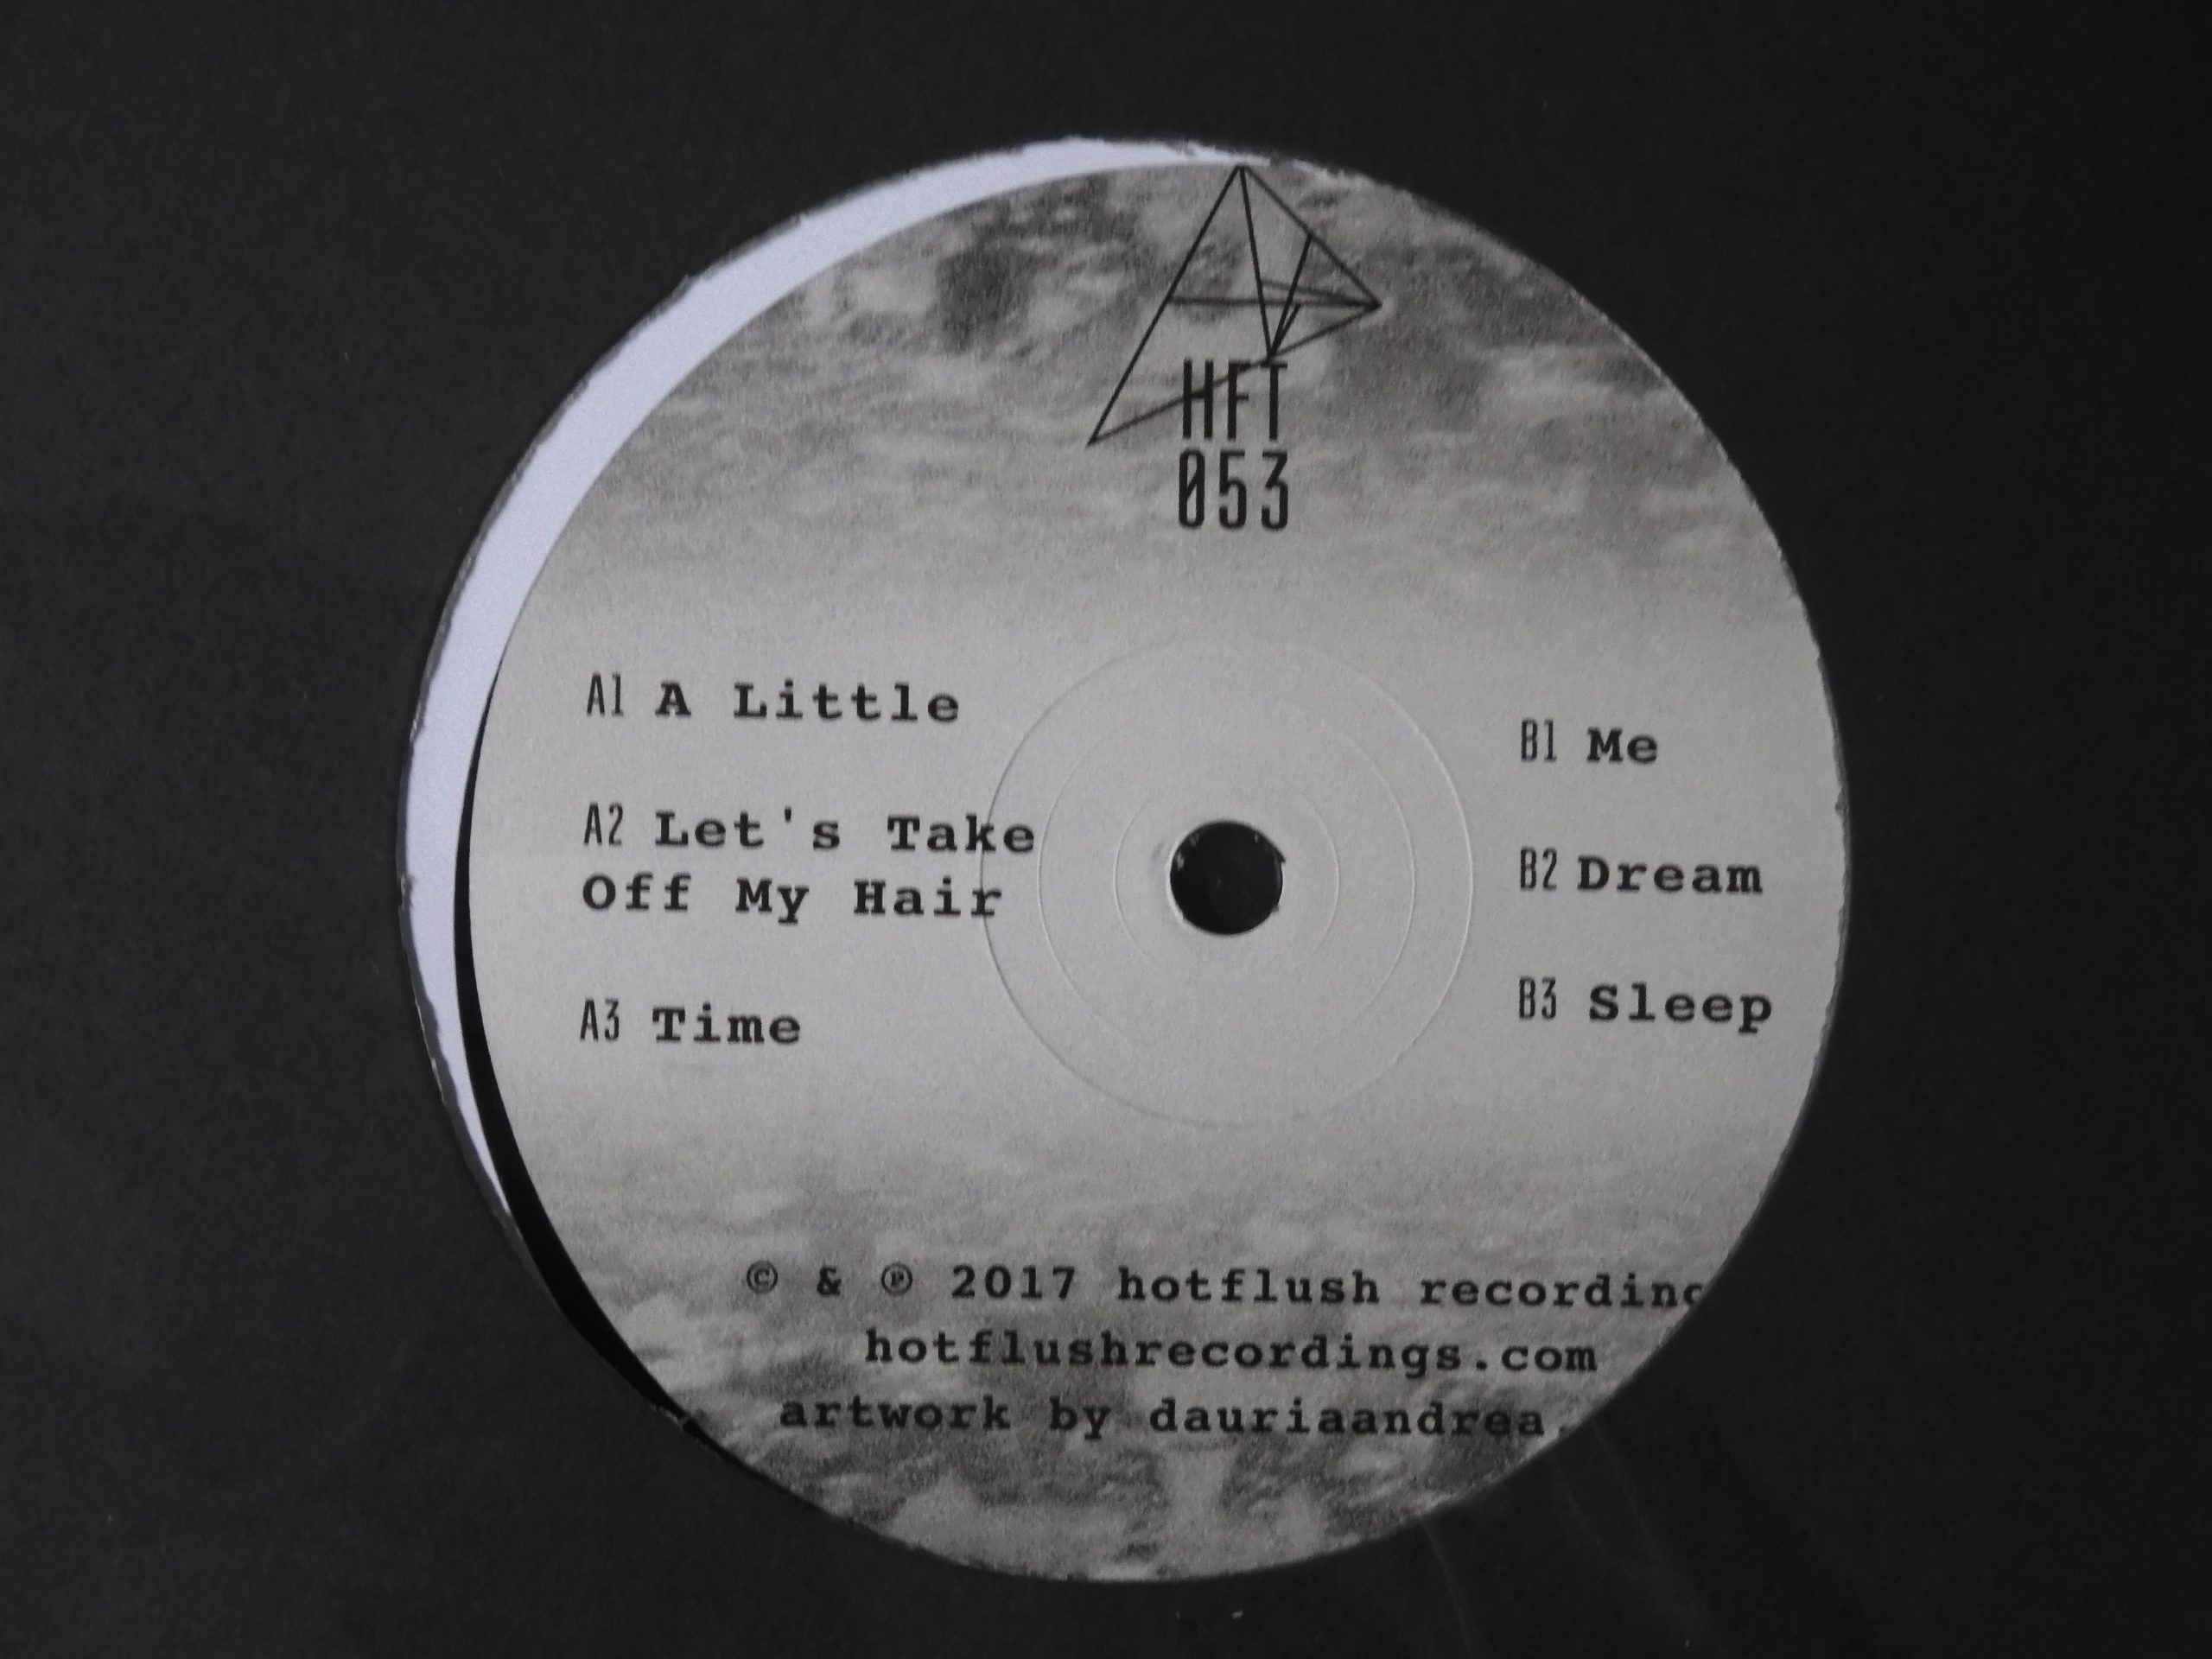 HFT
053
A1 A Little
A2 Let's Take
Off My Hair
A3 Time
B1 Me
B2 Dream
B3 Sleep
© & ℗ 2017 hotflush recording
hotflushrecordings.com
artwork by dauriaandrea.